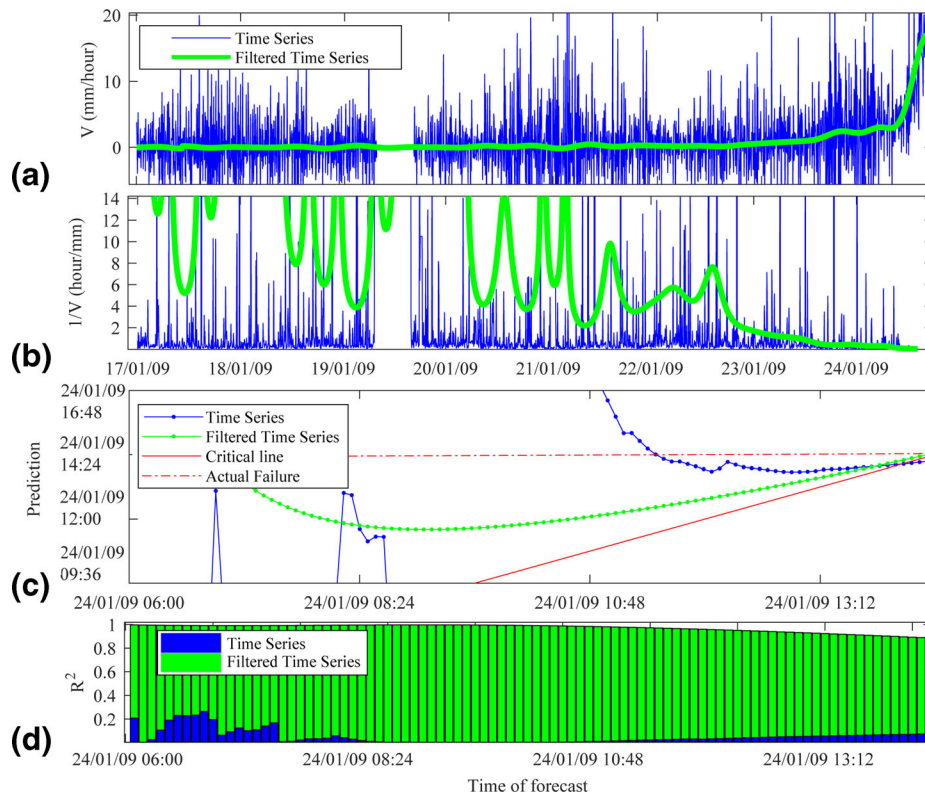 (a)
V (mm/hour)
20
10
0
Time Series
Filtered Time Series
(b)
1/V (hour/mm)
14
12
10
8
6
4
2
17/01/09 18/01/09 19/01/09 20/01/09 21/01/09 22/01/09 23/01/09 24/01/09
(c)
Prediction
24/01/09
16:48
24/01/09
14:24
24/01/09
12:00
24/01/09
09:36
Time Series
Filtered Time Series
Critical line
Actual Failure
24/01/09 06:00 24/01/09 08:24 24/01/09 10:48 24/01/09 13:12
(d)
R²
1
0.8
0.6
0.4
0.2
Time Series
Filtered Time Series
24/01/09 06:00 24/01/09 08:24 24/01/09 10:48 24/01/09 13:12
Time of forecast